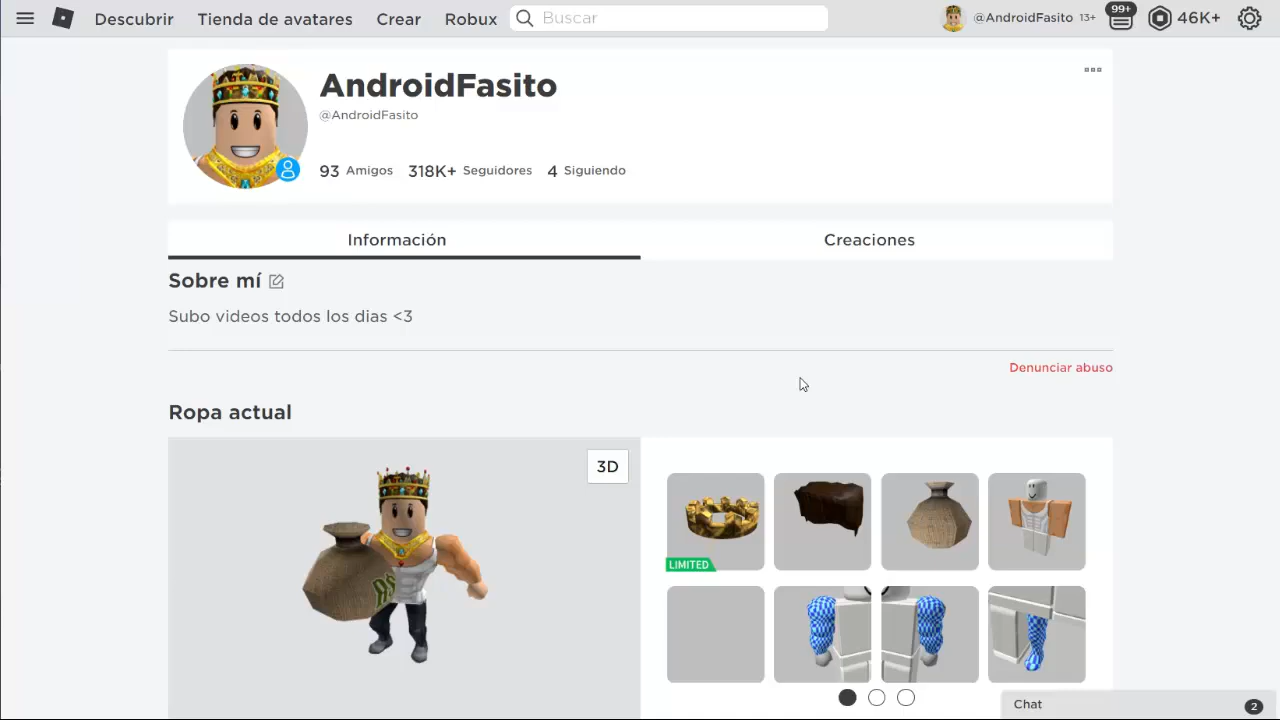 Descubrir Tienda de avatares Crear Robux Buscar @AndroidFasito 13+ 99+ 46K+
AndroidFasito
@AndroidFasito
93 Amigos 318K+ Seguidores 4 Siguiendo
Información Creaciones
Sobre mí
Subo videos todos los dias <3
Denunciar abuso
Ropa actual
3D
LIMITED
Chat 2